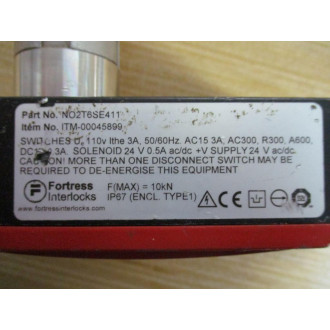 Part No. NO2T6SE411
Item No. ITM-00045899
SWITCHES 110v Ithe 3A, 50/60Hz. AC15 3A, AC300, R300, A600,
3A. SOLENOID 24 V 0.5A ac/dc +V SUPPLY 24 V ac/dc.
CAUTION! MORE THAN ONE DISCONNECT SWITCH MAY BE
REQUIRED TO DE-ENERGISE THIS EQUIPMENT
Fortress
Interlocks
F(MAX) = 10kN
IP67 (ENCL. TYPE1)
CE
www.fortressinterlocks.com